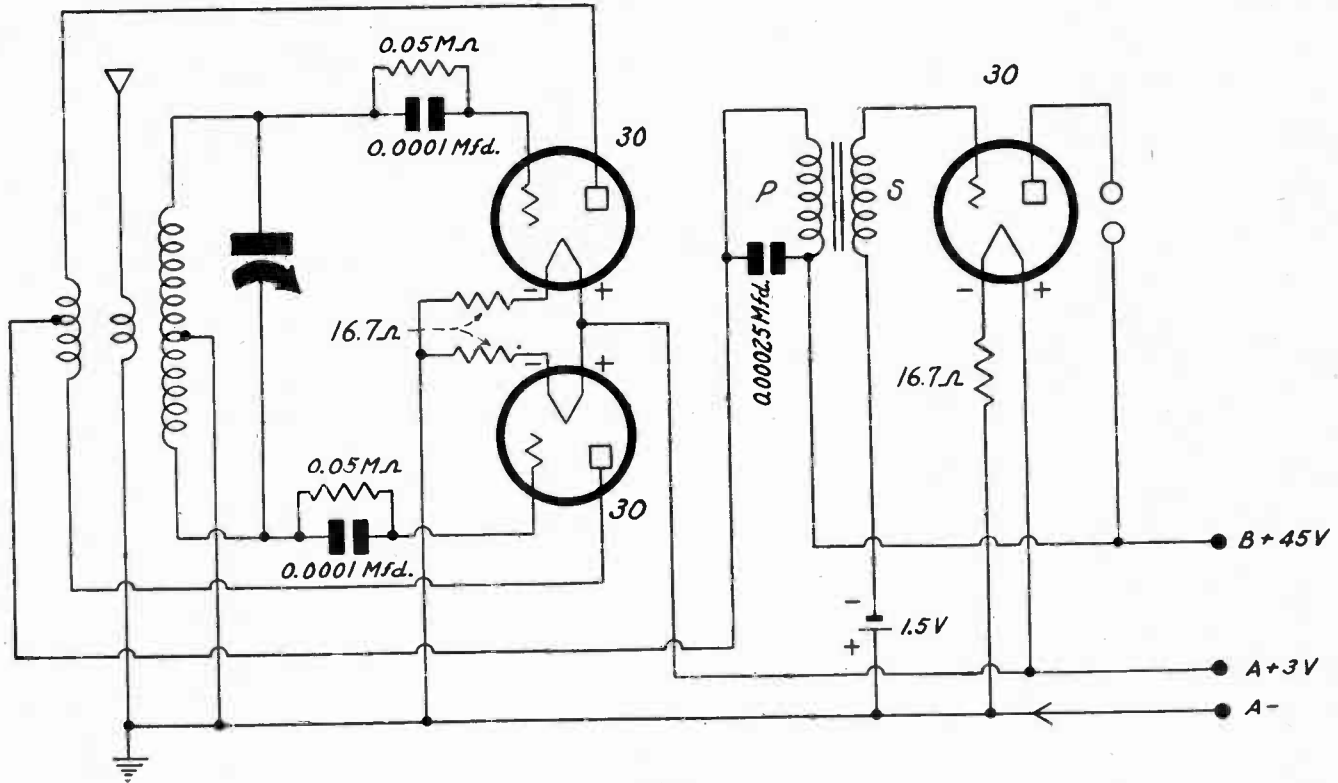 0.05MΩ
0.0001 Mfd.
30
30
P
S
16.7Ω
- +
- +
- +
0.00025Mfd.
16.7Ω
0.05MΩ
30
0.0001 Mfd.
B+45V
-
1.5V
+
A+3V
A-